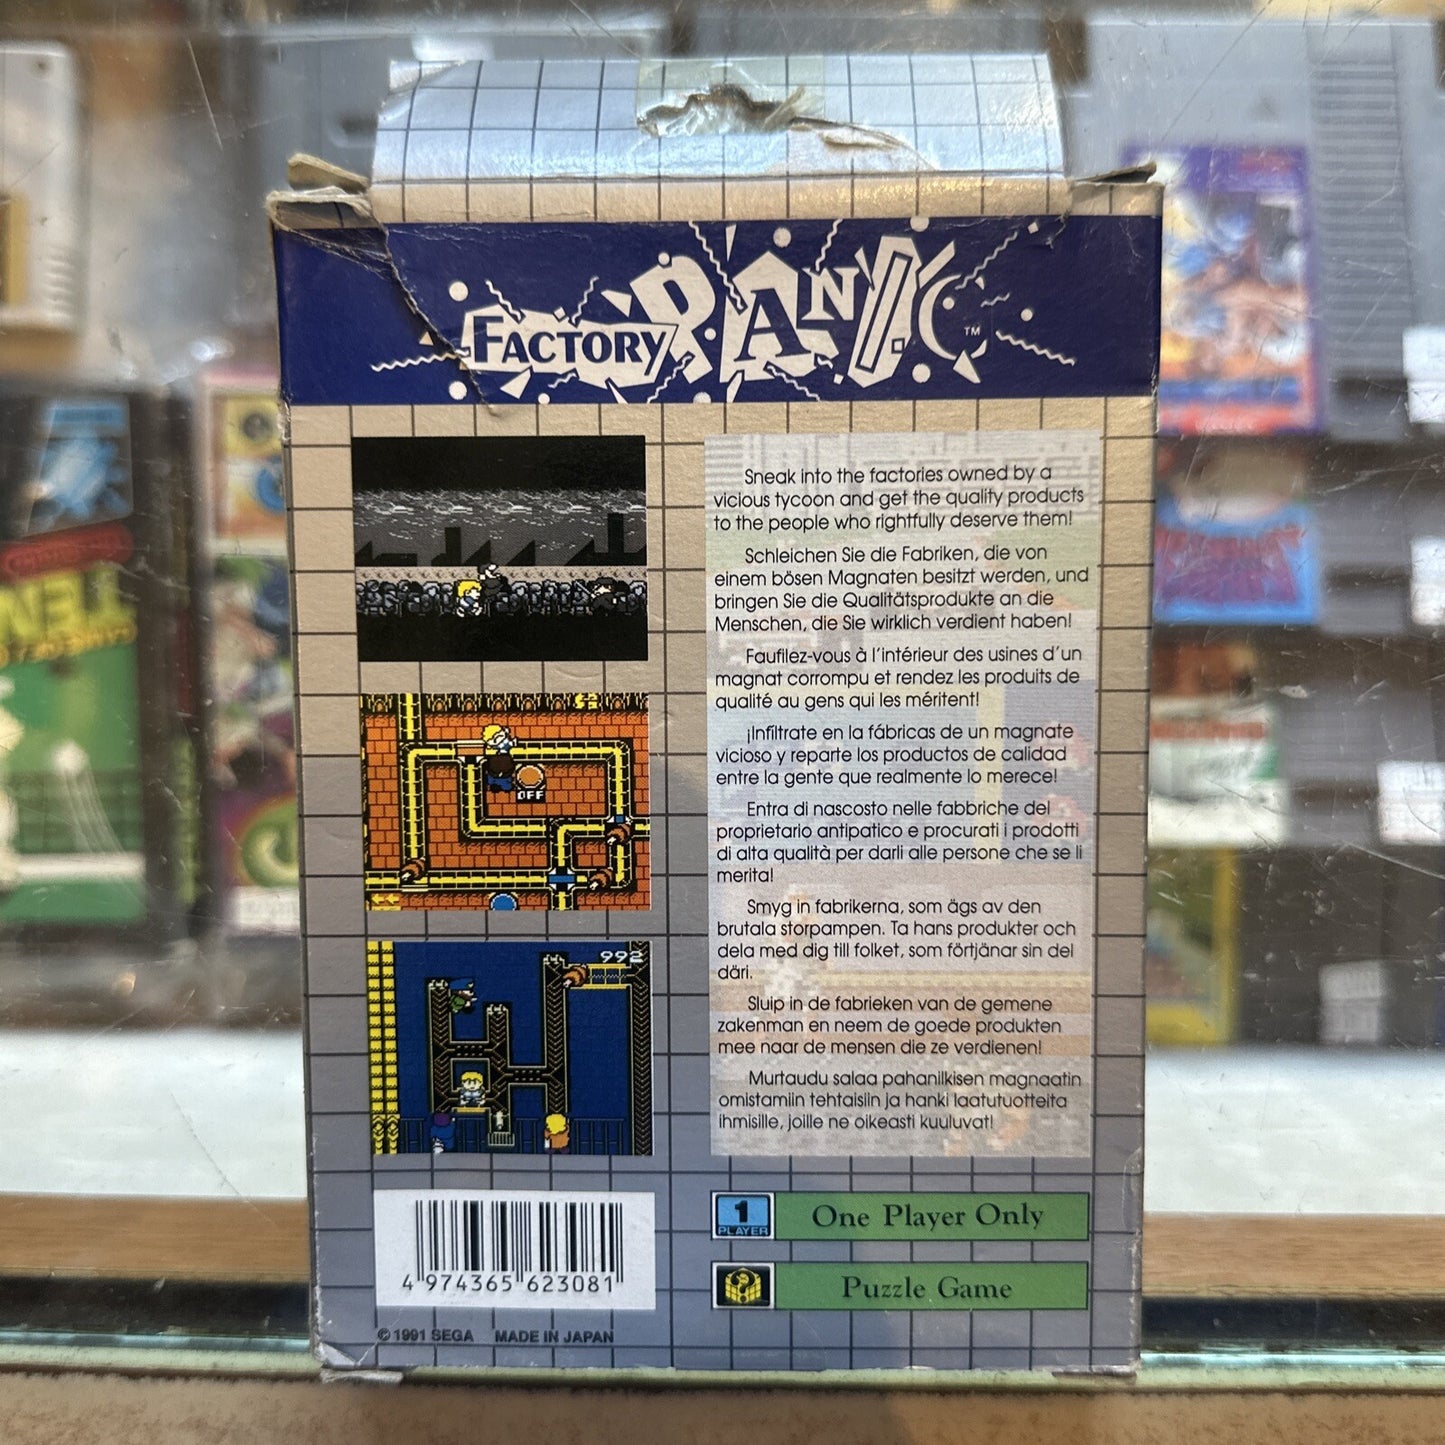 FACTORY PANIC TM
Sneak into the factories owned by a
vicious tycoon and get the quality products
to the people who rightfully deserve them!
Schleichen Sie die Fabriken, die von
einem bösen Magnaten besitzt werden, und
bringen Sie die Qualitätsprodukte an die
Menschen, die Sie wirklich verdient haben!
Faufilez-vous à l'intérieur des usines d'un
magnat corrompu et rendez les produits de
qualité au gens qui les méritent!
¡Infíltrate en la fábricas de un magnate
vicioso y reparte los productos de calidad
entre la gente que realmente lo merece!
Entra di nascosto nelle fabbriche del
proprietario antipatico e procurati i prodotti
di alta qualità per darli alle persone che se li
merita!
Smyg in fabrikerna, som ägs av den
brutala storpampen. Ta hans produkter och
dela med dig till folket, som förtjänar sin del
däri.
Sluip in de fabrieken van de gemene
zakenman en neem de goede produkten
mee naar de mensen die ze verdienen!
Murtaudu salaa pahanilkisen magnaatin
omistamiin tehtaisiin ja hanki laatutuotteita
ihmisille, joille ne oikeasti kuuluvat!
OFF
992
1
PLAYER
One Player Only
Puzzle Game
4 974365 623081
© 1991 SEGA MADE IN JAPAN